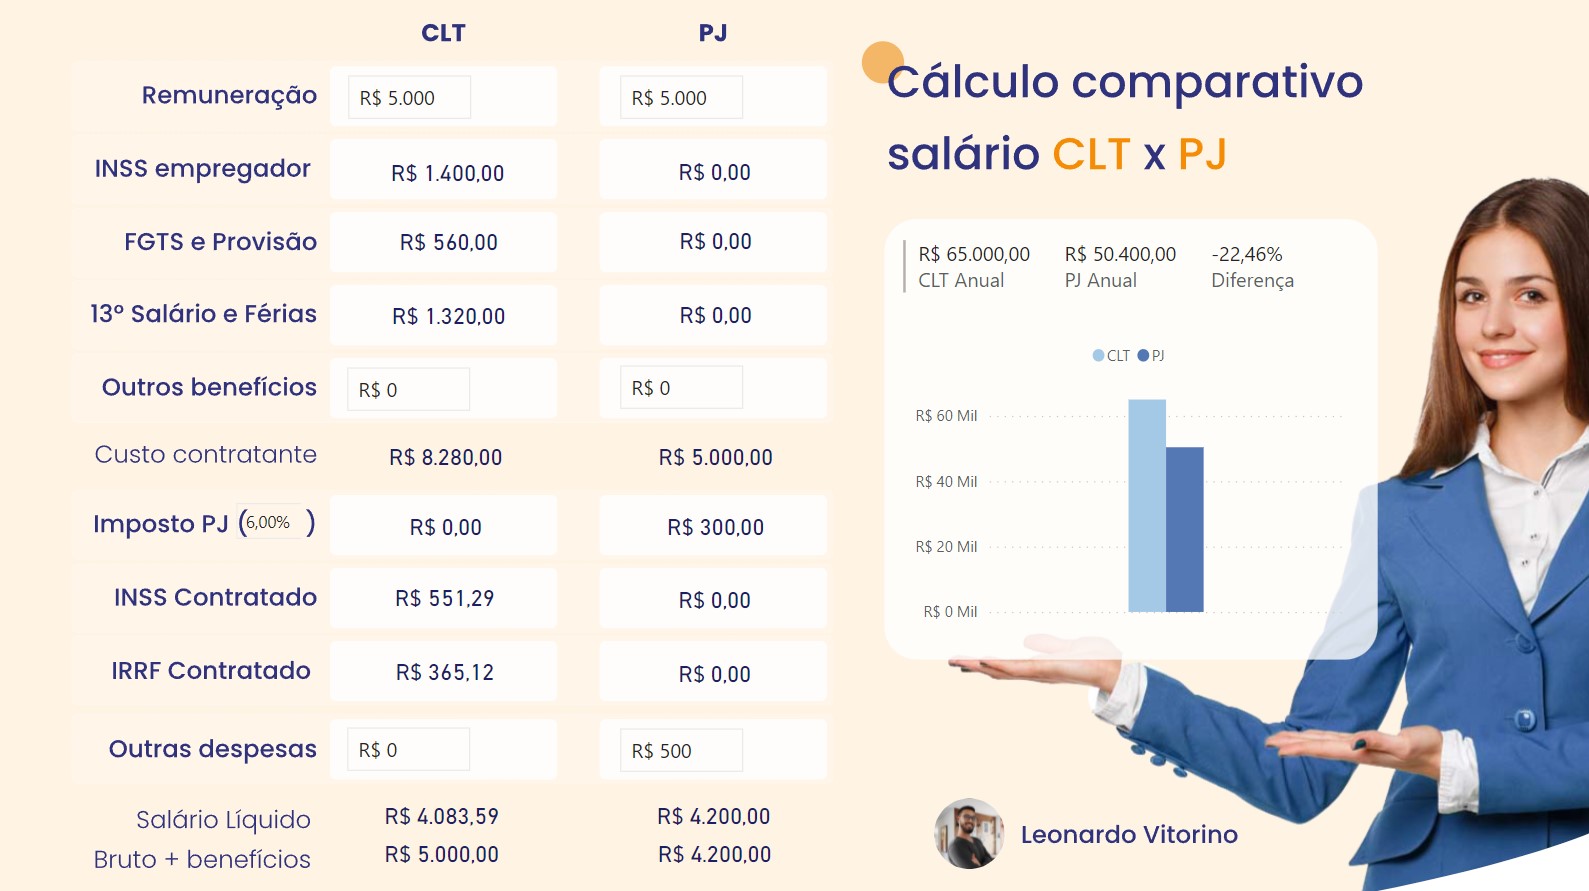 CLT PJ
Remuneração R$ 5.000 R$ 5.000
INSS empregador R$ 1.400,00 R$ 0,00
FGTS e Provisão R$ 560,00 R$ 0,00
13º Salário e Férias R$ 1.320,00 R$ 0,00
Outros benefícios R$ 0 R$ 0
Custo contratante R$ 8.280,00 R$ 5.000,00
Imposto PJ (6,00% ) R$ 0,00 R$ 300,00
INSS Contratado R$ 551,29 R$ 0,00
IRRF Contratado R$ 365,12 R$ 0,00
Outras despesas R$ 0 R$ 500
Salário Líquido R$ 4.083,59 R$ 4.200,00
Bruto + benefícios R$ 5.000,00 R$ 4.200,00
Cálculo comparativo
salário CLT x PJ
R$ 65.000,00 R$ 50.400,00 -22,46%
CLT Anual PJ Anual Diferença
CLT PJ
R$ 60 Mil
R$ 40 Mil
R$ 20 Mil
R$ 0 Mil
Leonardo Vitorino